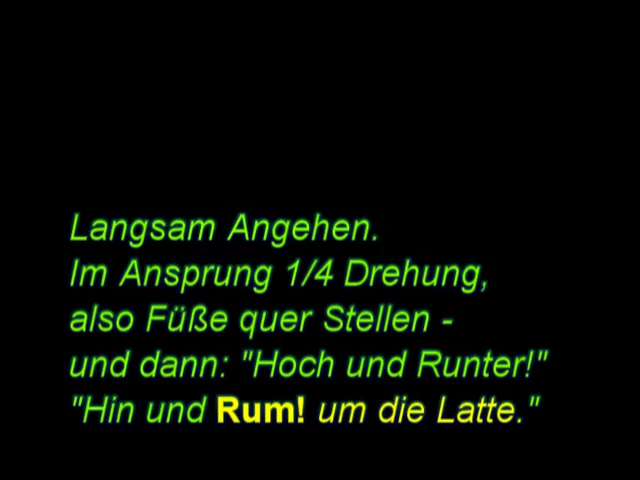 Langsam Angehen.
Im Ansprung 1/4 Drehung,
also Füße quer Stellen -
und dann: "Hoch und Runter!"
"Hin und Rum! um die Latte."